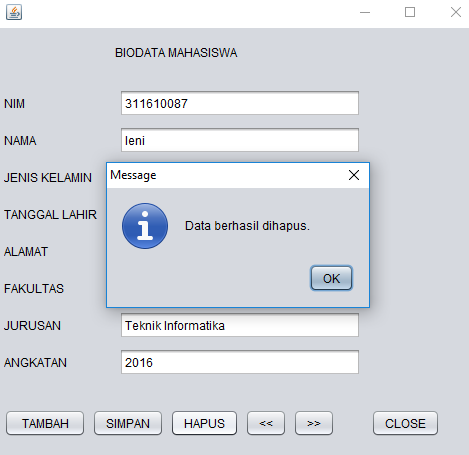 BIODATA MAHASISWA
NIM 311610087
NAMA leni
JENIS KELAMIN
Message
TANGGAL LAHIR
Data berhasil dihapus.
ALAMAT
OK
FAKULTAS
JURUSAN Teknik Informatika
ANGKATAN 2016
TAMBAH SIMPAN HAPUS << >> CLOSE